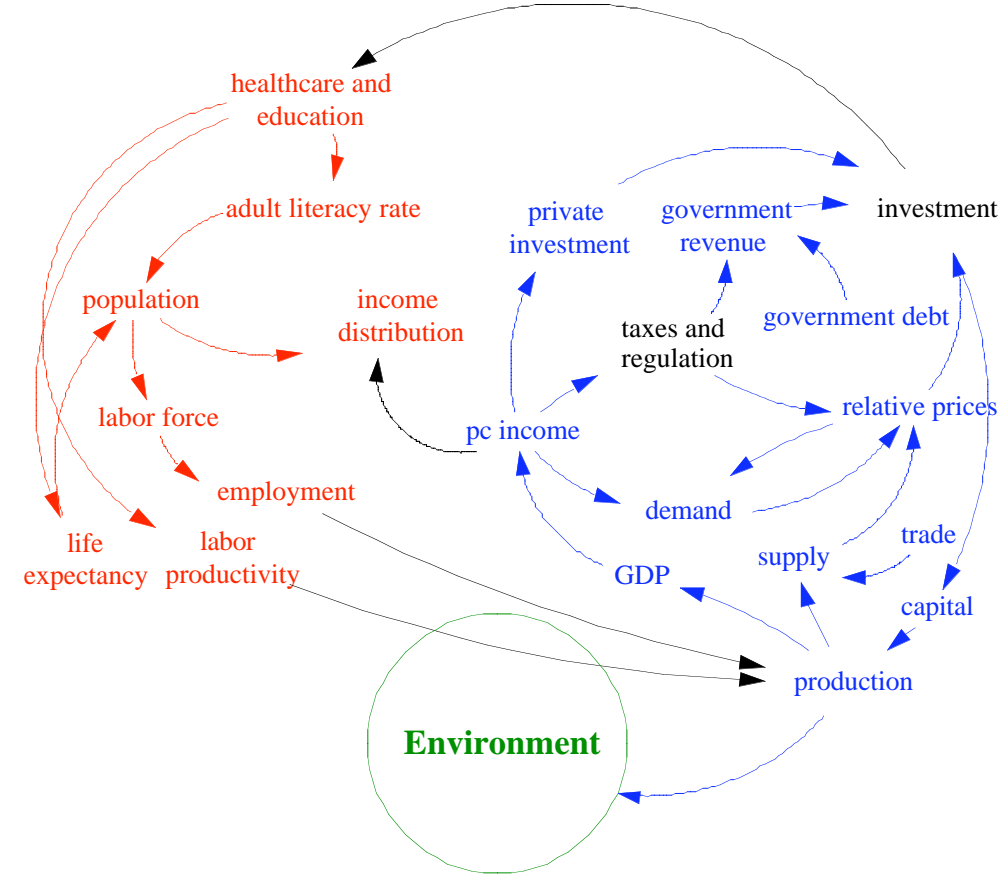 healthcare and
education
adult literacy rate
private
investment
government
revenue
investment
population
income
distribution
taxes and
regulation
government debt
labor force
pc income
relative prices
employment
demand
life
expectancy
labor
productivity
GDP
supply
trade
capital
production
Environment